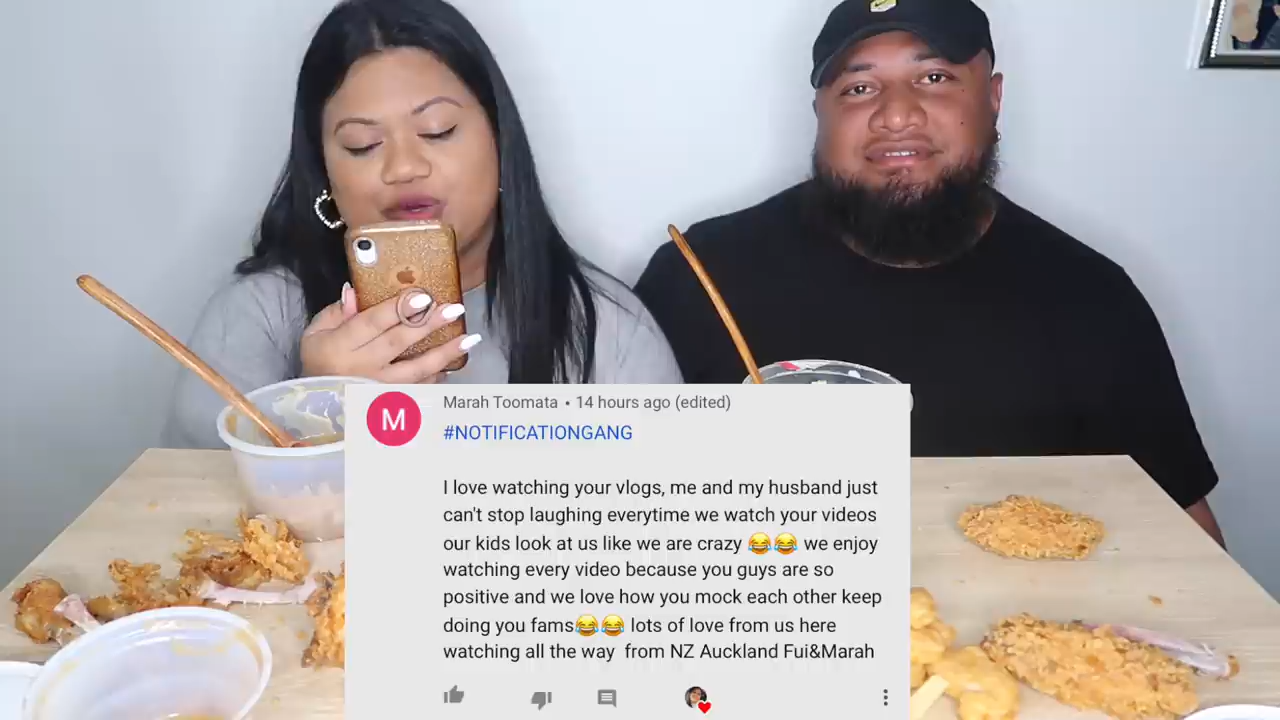 M
Marah Toomata • 14 hours ago (edited)
#NOTIFICATIONGANG
I love watching your vlogs, me and my husband just
can't stop laughing everytime we watch your videos
our kids look at us like we are crazy 😂😂 we enjoy
watching every video because you guys are so
positive and we love how you mock each other keep
doing you fams😂😂 lots of love from us here
watching all the way from NZ Auckland Fui&Marah